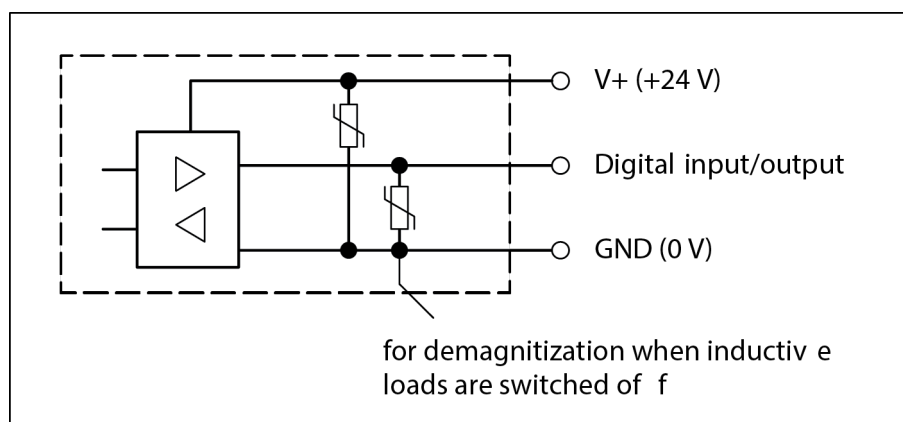 V+ (+24 V)
Digital input/output
GND (0 V)
for demagnitization when inductiv e
loads are switched of f